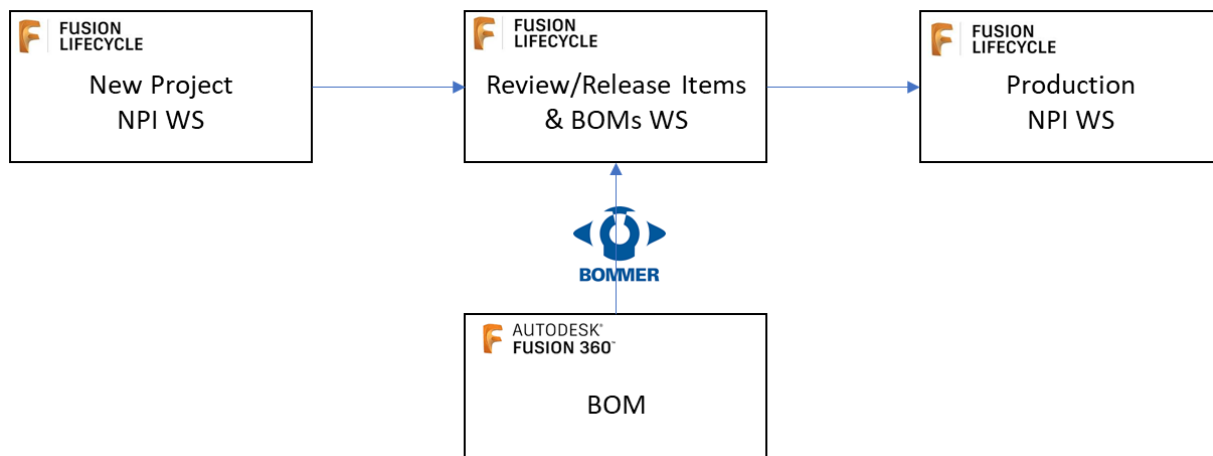 FUSION
LIFECYCLE
New Project
NPI WS
FUSION
LIFECYCLE
Review/Release Items
& BOMs WS
FUSION
LIFECYCLE
Production
NPI WS
BOMMER
AUTODESK®
FUSION 360™
BOM